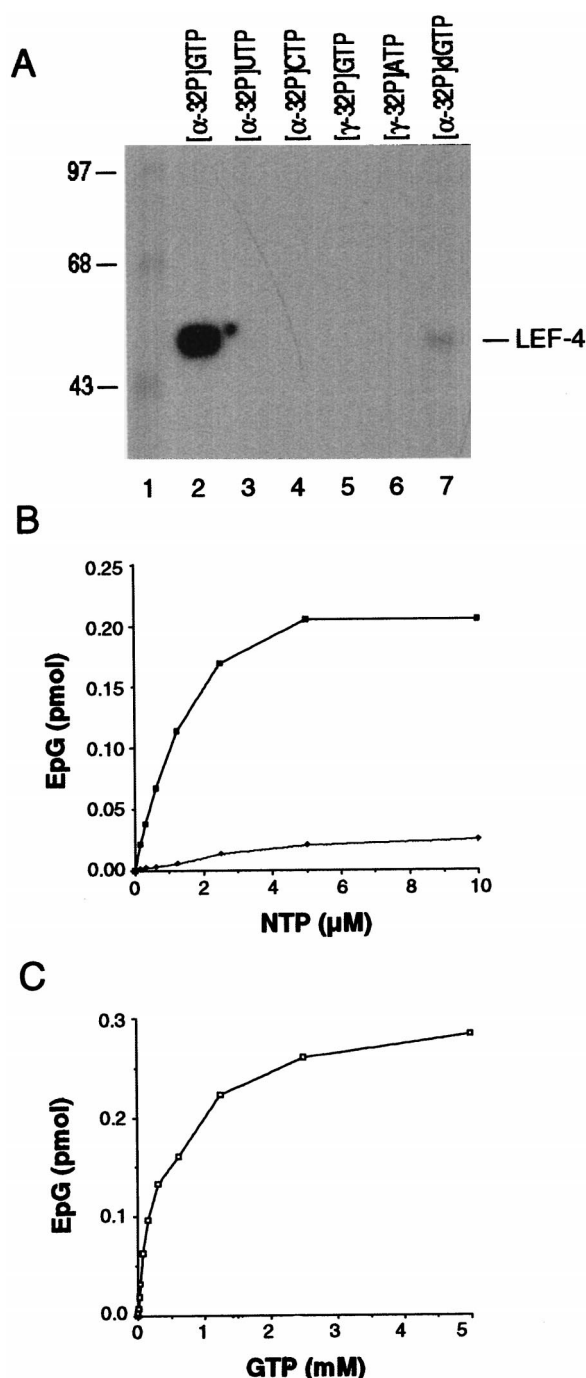 A
[α-32P]GTP
[α-32P]UTP
[α-32P]CTP
[γ-32P]GTP
[γ-32P]ATP
[α-32P]dGTP
97
68
43
LEF-4
1 2 3 4 5 6 7
B
0.25
0.20
0.15
0.10
0.05
0.00
EpG (pmol)
0 2 4 6 8 10
NTP (µM)
C
0.3
0.2
0.1
0.0
EpG (pmol)
0 1 2 3 4 5
GTP (mM)